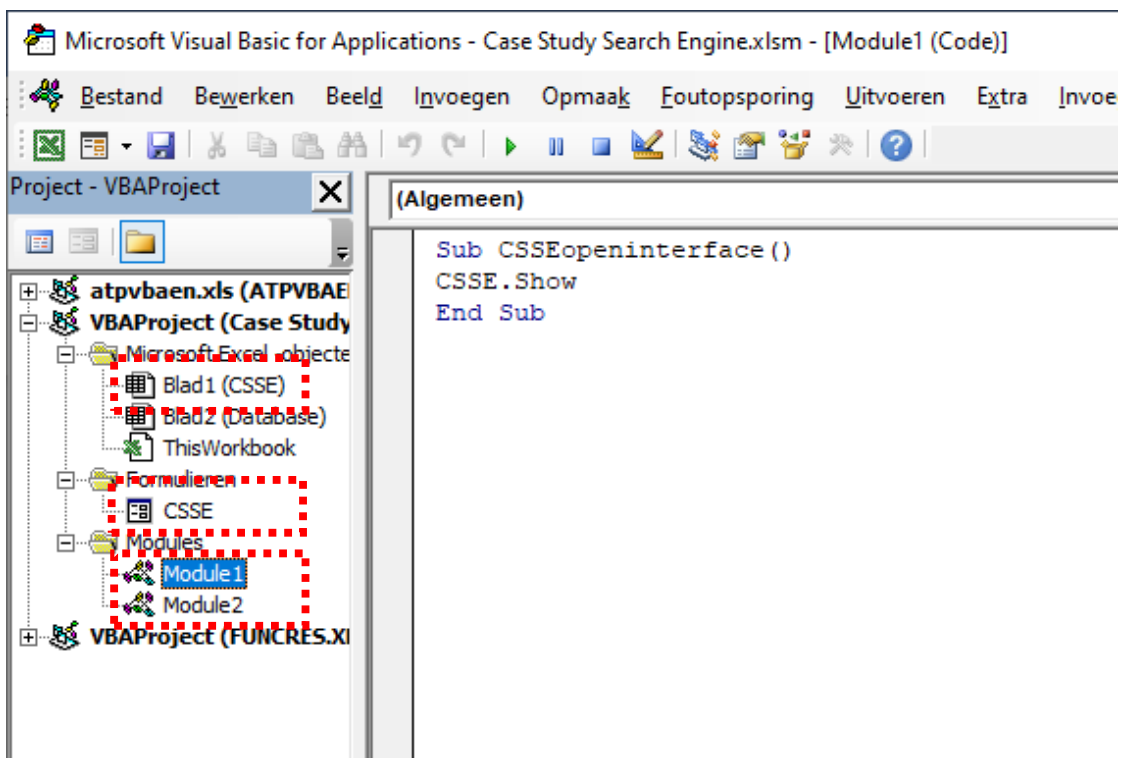 Microsoft Visual Basic for Applications - Case Study Search Engine.xlsm - [Module1 (Code)]
Bestand Bewerken Beeld Invoegen Opmaak Foutopsporing Uitvoeren Extra Invoe
Project - VBAProject
(Algemeen)
Sub CSSEopeninterface()
CSSE.Show
End Sub
atpvbaen.xls (ATPVBAE
VBAProject (Case Study
Microsoft Excel objecte
Blad1 (CSSE)
Blad2 (Database)
ThisWorkbook
Formulieren
CSSE
Modules
Module1
Module2
VBAProject (FUNCRES.X